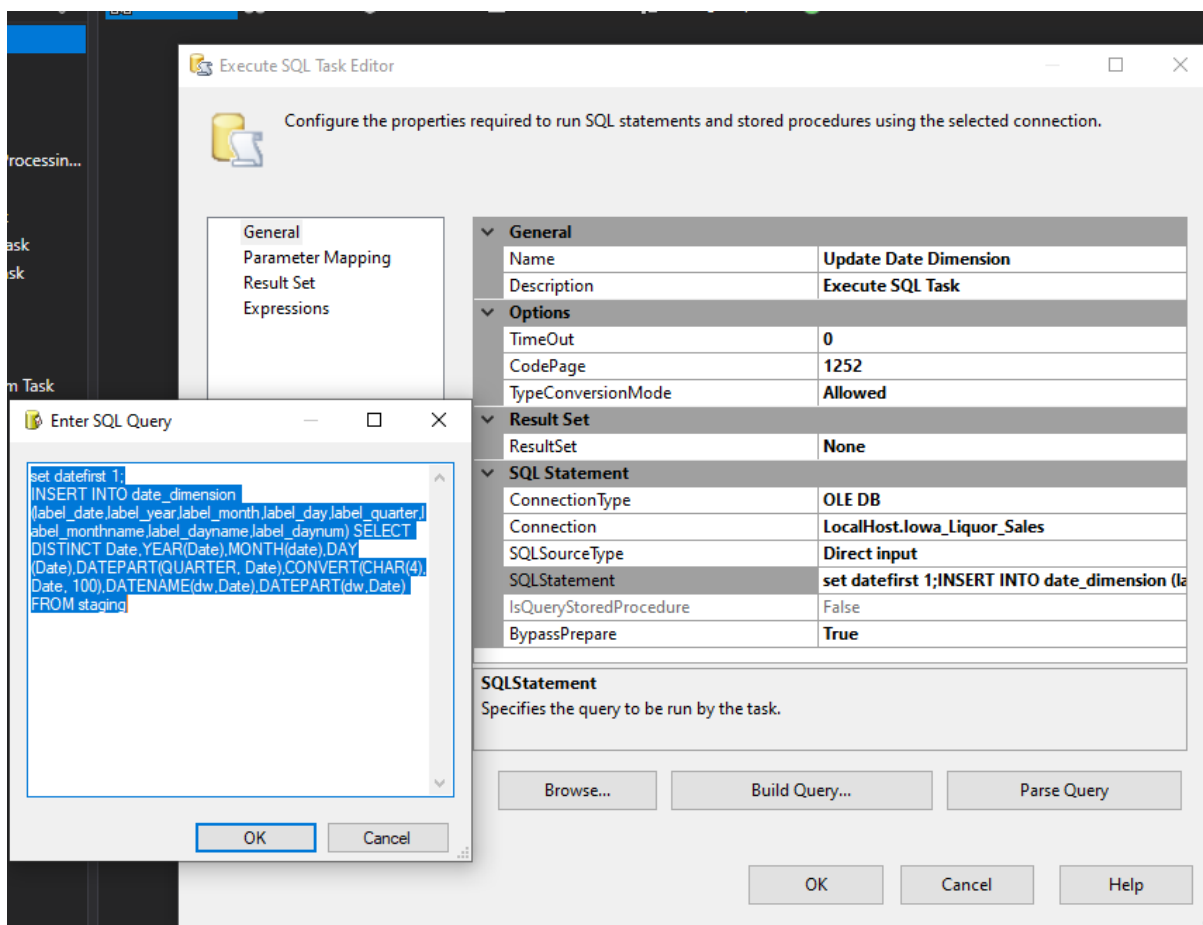 Execute SQL Task Editor
Configure the properties required to run SQL statements and stored procedures using the selected connection.
rocessin...
ask
sk
m Task
General
Parameter Mapping
Result Set
Expressions
General
Name Update Date Dimension
Description Execute SQL Task
Options
TimeOut 0
CodePage 1252
TypeConversionMode Allowed
Result Set
ResultSet None
SQL Statement
ConnectionType OLE DB
Connection LocalHost.Iowa_Liquor_Sales
SQLSourceType Direct input
SQLStatement set datefirst 1;INSERT INTO date_dimension (la
IsQueryStoredProcedure False
BypassPrepare True
SQLStatement
Specifies the query to be run by the task.
Browse... Build Query... Parse Query
OK Cancel Help
Enter SQL Query
set datefirst 1;
INSERT INTO date_dimension
(label_date,label_year,label_month,label_day,label_quarter,l
abel_monthname,label_dayname,label_daynum) SELECT
DISTINCT Date,YEAR(Date),MONTH(date),DAY
(Date),DATEPART(QUARTER, Date),CONVERT(CHAR(4),
Date, 100),DATENAME(dw,Date),DATEPART(dw,Date)
FROM staging
OK Cancel